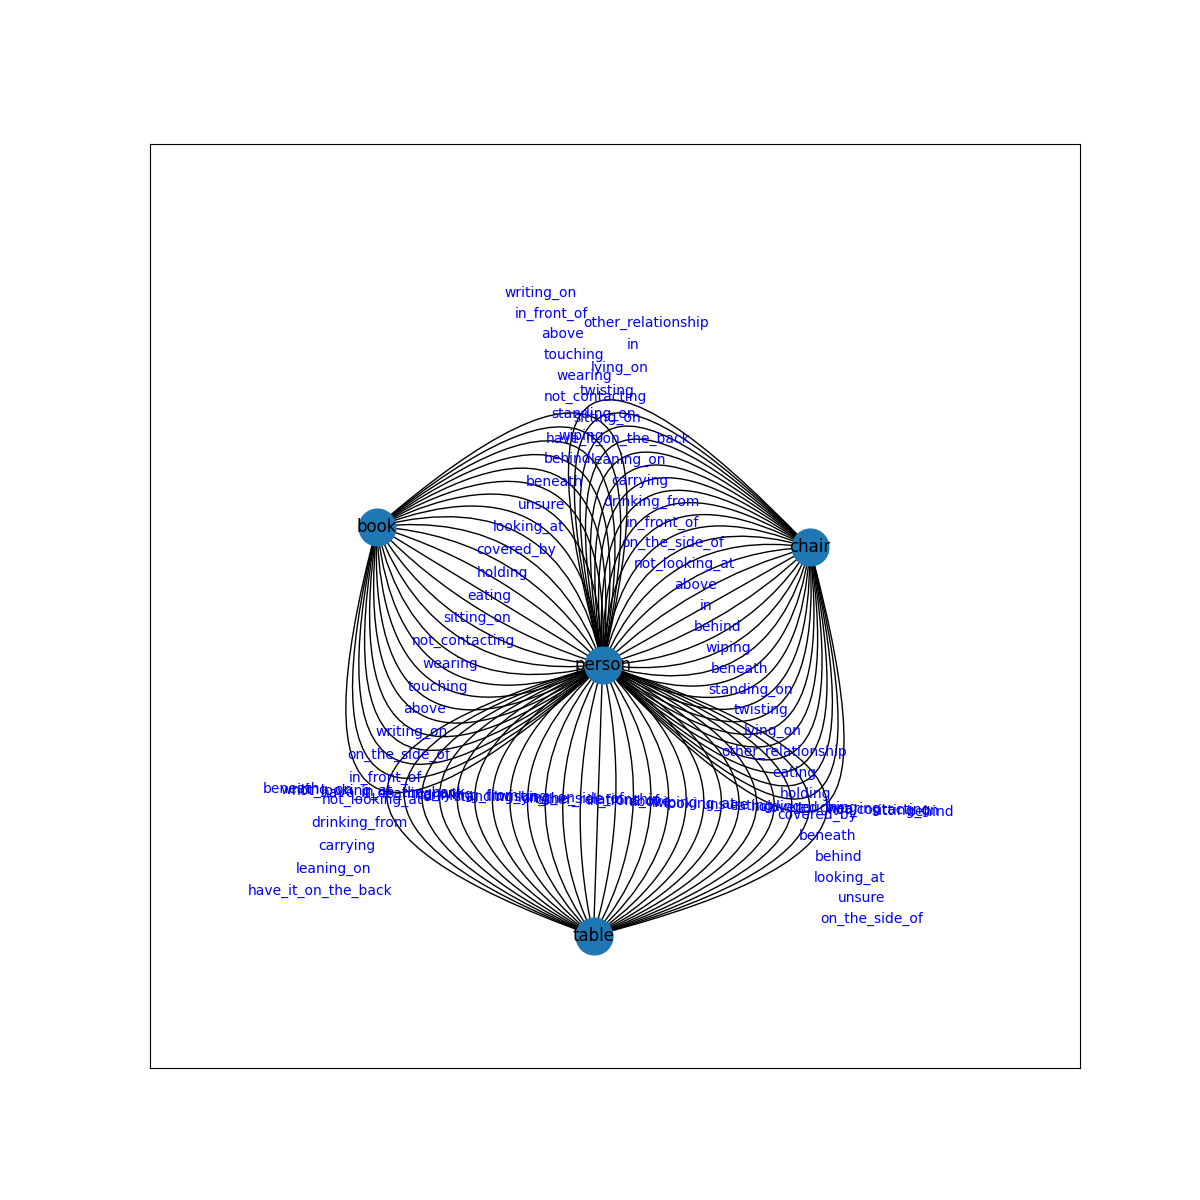 writing_on
in_front_of
other_relationship
above
in
touching
lying_on
wearing
twisting
not_contacting
standing_on
sitting_on
wiping
have_it_on_the_back
behind
leaning_on
carrying
beneath
drinking_from
unsure
in_front_of
looking_at
book
on_the_side_of
chair
covered_by
not_looking_at
holding
above
eating
in
sitting_on
behind
not_contacting
wiping
person
wearing
beneath
touching
standing_on
above
twisting
writing_on
lying_on
on_the_side_of
other_relationship
in_front_of
eating
not_looking_at
holding
covered_by
behind
drinking_from
beneath
carrying
behind
leaning_on
looking_at
have_it_on_the_back
unsure
on_the_side_of
table